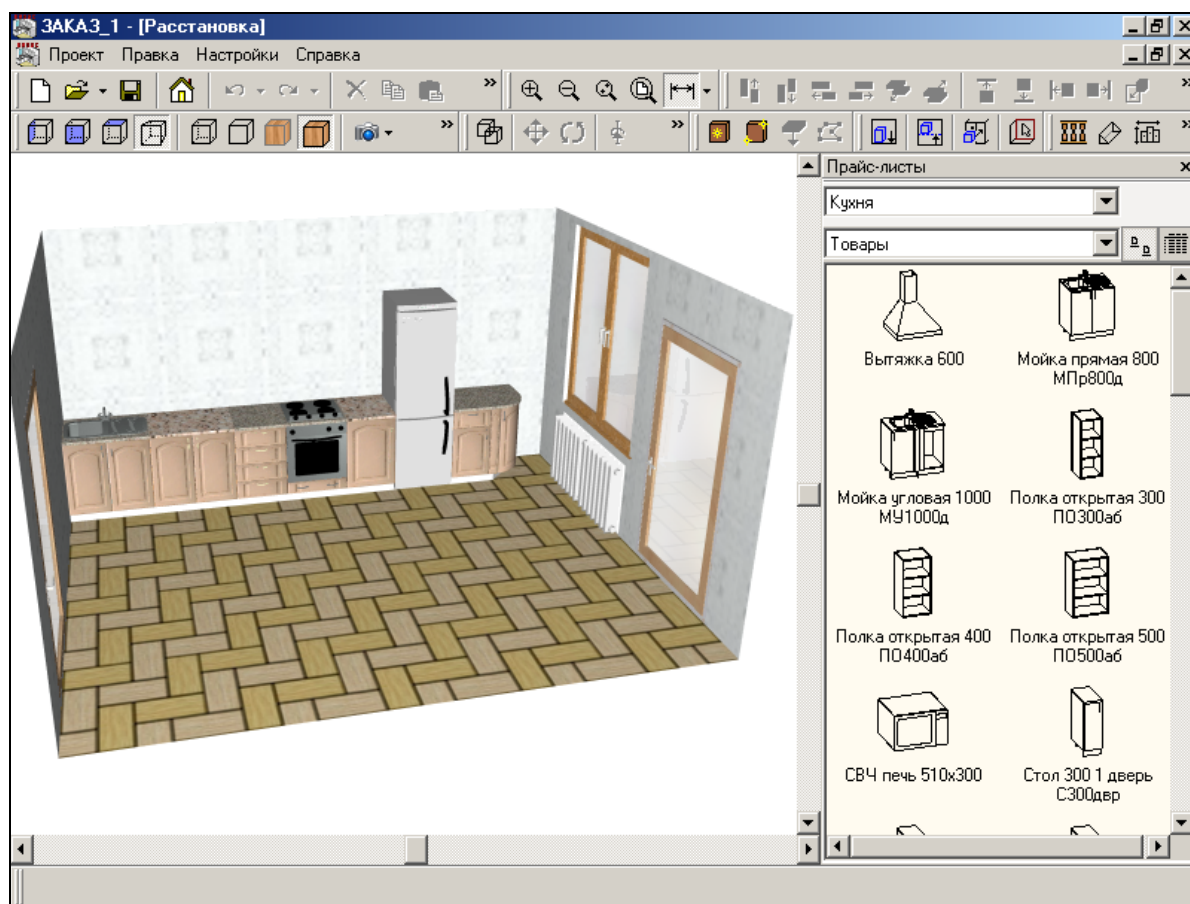 ЗАКАЗ_1 - [Расстановка]
Проект Правка Настройки Справка
Прайс-листы
Кухня
Товары
Вытяжка 600
Мойка прямая 800
МПр800д
Мойка угловая 1000
МУ1000д
Полка открытая 300
ПО300аб
Полка открытая 400
ПО400аб
Полка открытая 500
ПО500аб
СВЧ печь 510x300
Стол 300 1 дверь
С300двр